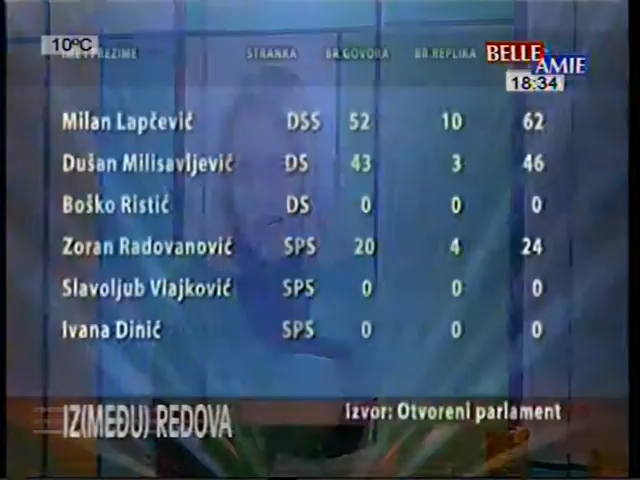 10°C
IME I PREZIME STRANKA BR.GOVORA BR.REPLIKA
BELLE AMIE
18:34
Milan Lapčević DSS 52 10 62
Dušan Milisavljević DS 43 3 46
Boško Ristić DS 0 0 0
Zoran Radovanović SPS 20 4 24
Slavoljub Vlajković SPS 0 0 0
Ivana Dinić SPS 0 0 0
IZ(MEĐU) REDOVA
Izvor: Otvoreni parlament